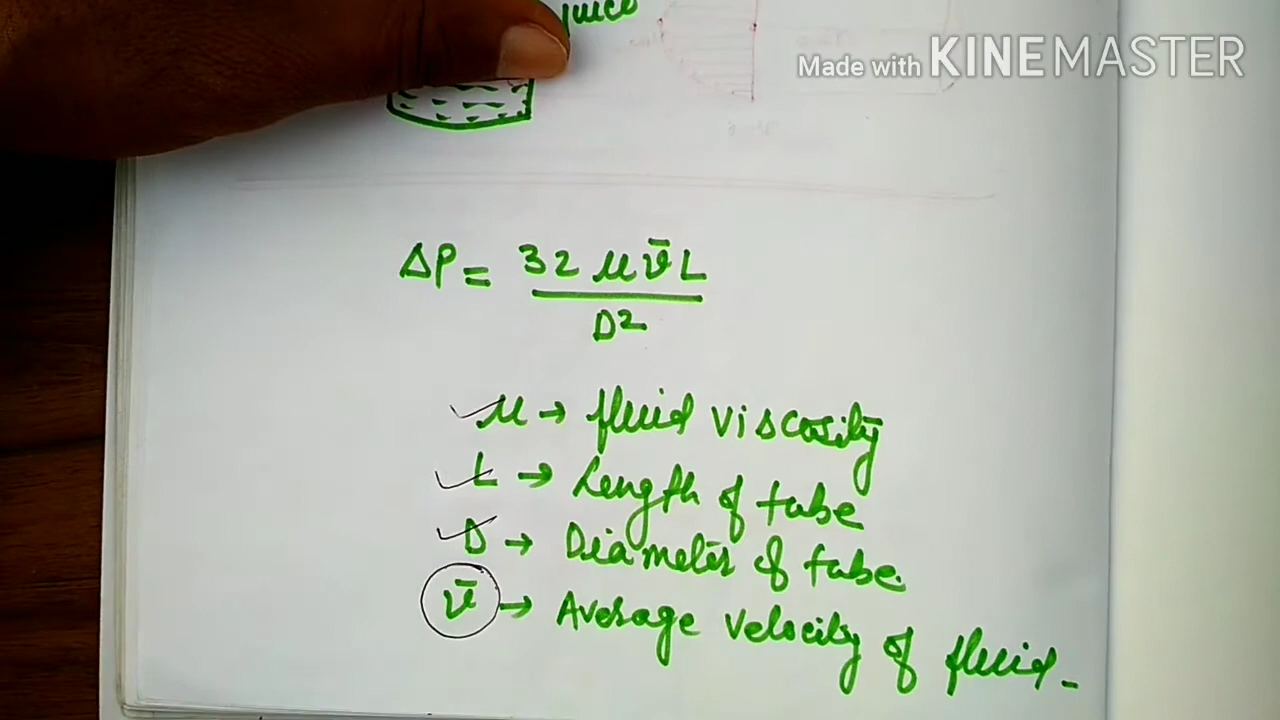 juice
Made with KINEMASTER
ΔP = 32 μ v̄ L
D²
μ → fluid viscosity
L → Length of tube
D → Diameter of tube
v̄ → Average velocity of fluid.